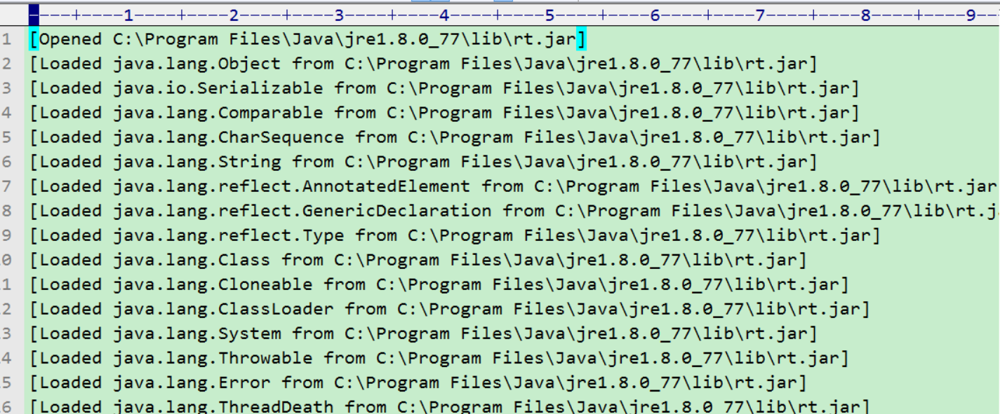 ----+----1----+----2----+----3----+----4----+----5----+----6----+----7----+----8----+----9--
1 [Opened C:\Program Files\Java\jre1.8.0_77\lib\rt.jar]
2 [Loaded java.lang.Object from C:\Program Files\Java\jre1.8.0_77\lib\rt.jar]
3 [Loaded java.io.Serializable from C:\Program Files\Java\jre1.8.0_77\lib\rt.jar]
4 [Loaded java.lang.Comparable from C:\Program Files\Java\jre1.8.0_77\lib\rt.jar]
5 [Loaded java.lang.CharSequence from C:\Program Files\Java\jre1.8.0_77\lib\rt.jar]
6 [Loaded java.lang.String from C:\Program Files\Java\jre1.8.0_77\lib\rt.jar]
7 [Loaded java.lang.reflect.AnnotatedElement from C:\Program Files\Java\jre1.8.0_77\lib\rt.jar
8 [Loaded java.lang.reflect.GenericDeclaration from C:\Program Files\Java\jre1.8.0_77\lib\rt.j
9 [Loaded java.lang.reflect.Type from C:\Program Files\Java\jre1.8.0_77\lib\rt.jar]
0 [Loaded java.lang.Class from C:\Program Files\Java\jre1.8.0_77\lib\rt.jar]
1 [Loaded java.lang.Cloneable from C:\Program Files\Java\jre1.8.0_77\lib\rt.jar]
2 [Loaded java.lang.ClassLoader from C:\Program Files\Java\jre1.8.0_77\lib\rt.jar]
3 [Loaded java.lang.System from C:\Program Files\Java\jre1.8.0_77\lib\rt.jar]
4 [Loaded java.lang.Throwable from C:\Program Files\Java\jre1.8.0_77\lib\rt.jar]
5 [Loaded java.lang.Error from C:\Program Files\Java\jre1.8.0_77\lib\rt.jar]
6 [Loaded java.lang.ThreadDeath from C:\Program Files\Java\jre1.8.0_77\lib\rt.jar]